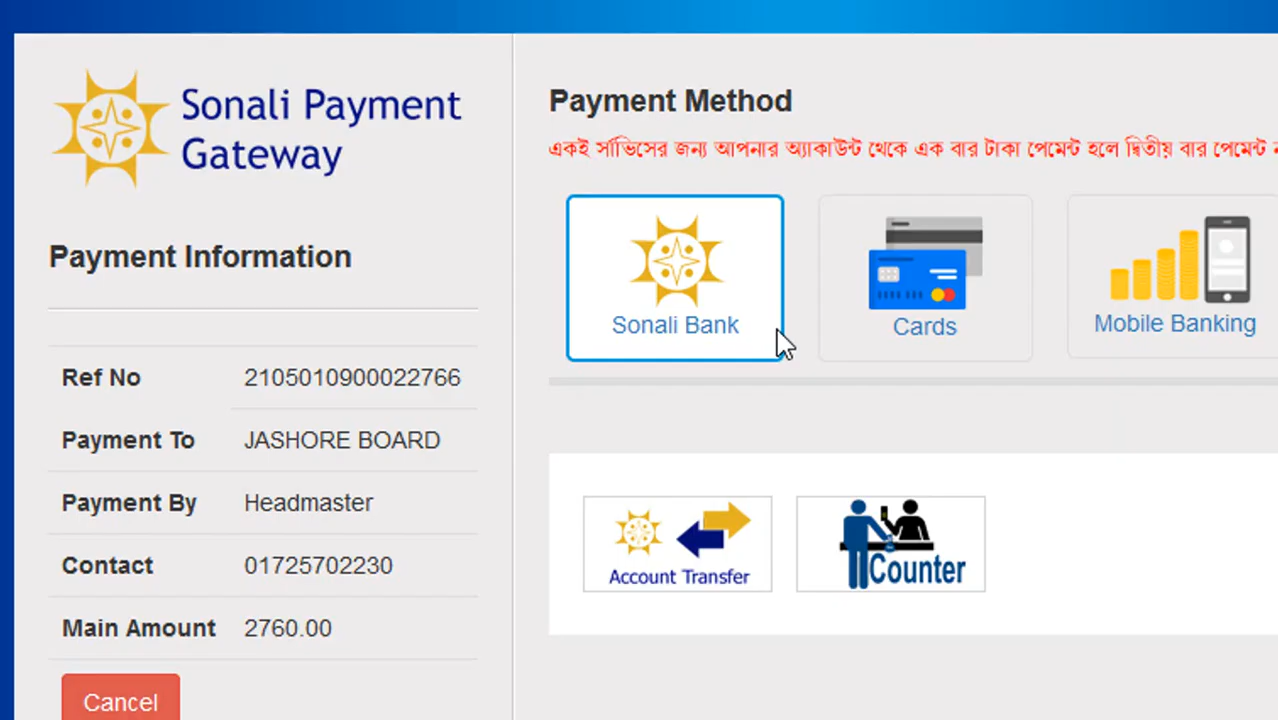 Sonali Payment
Gateway
Payment Information
Ref No 2105010900022766
Payment To JASHORE BOARD
Payment By Headmaster
Contact 01725702230
Main Amount 2760.00
Cancel
Payment Method
একই সার্ভিসের জন্য আপনার অ্যাকাউন্ট থেকে এক বার টাকা পেমেন্ট হলে দ্বিতীয় বার পেমেন্ট
Sonali Bank
Cards
Mobile Banking
Account Transfer
Counter